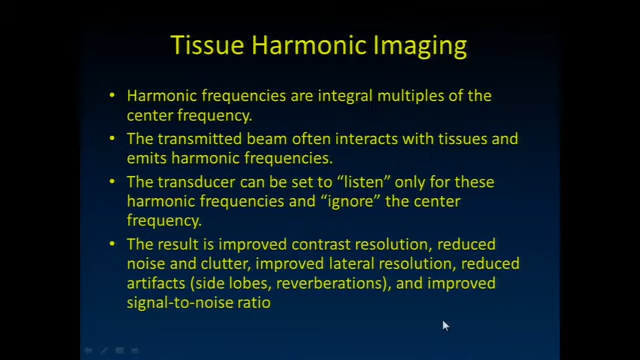 Tissue Harmonic Imaging
• Harmonic frequencies are integral multiples of the
center frequency.
• The transmitted beam often interacts with tissues and
emits harmonic frequencies.
• The transducer can be set to “listen” only for these
harmonic frequencies and “ignore” the center
frequency.
• The result is improved contrast resolution, reduced
noise and clutter, improved lateral resolution, reduced
artifacts (side lobes, reverberations), and improved
signal-to-noise ratio